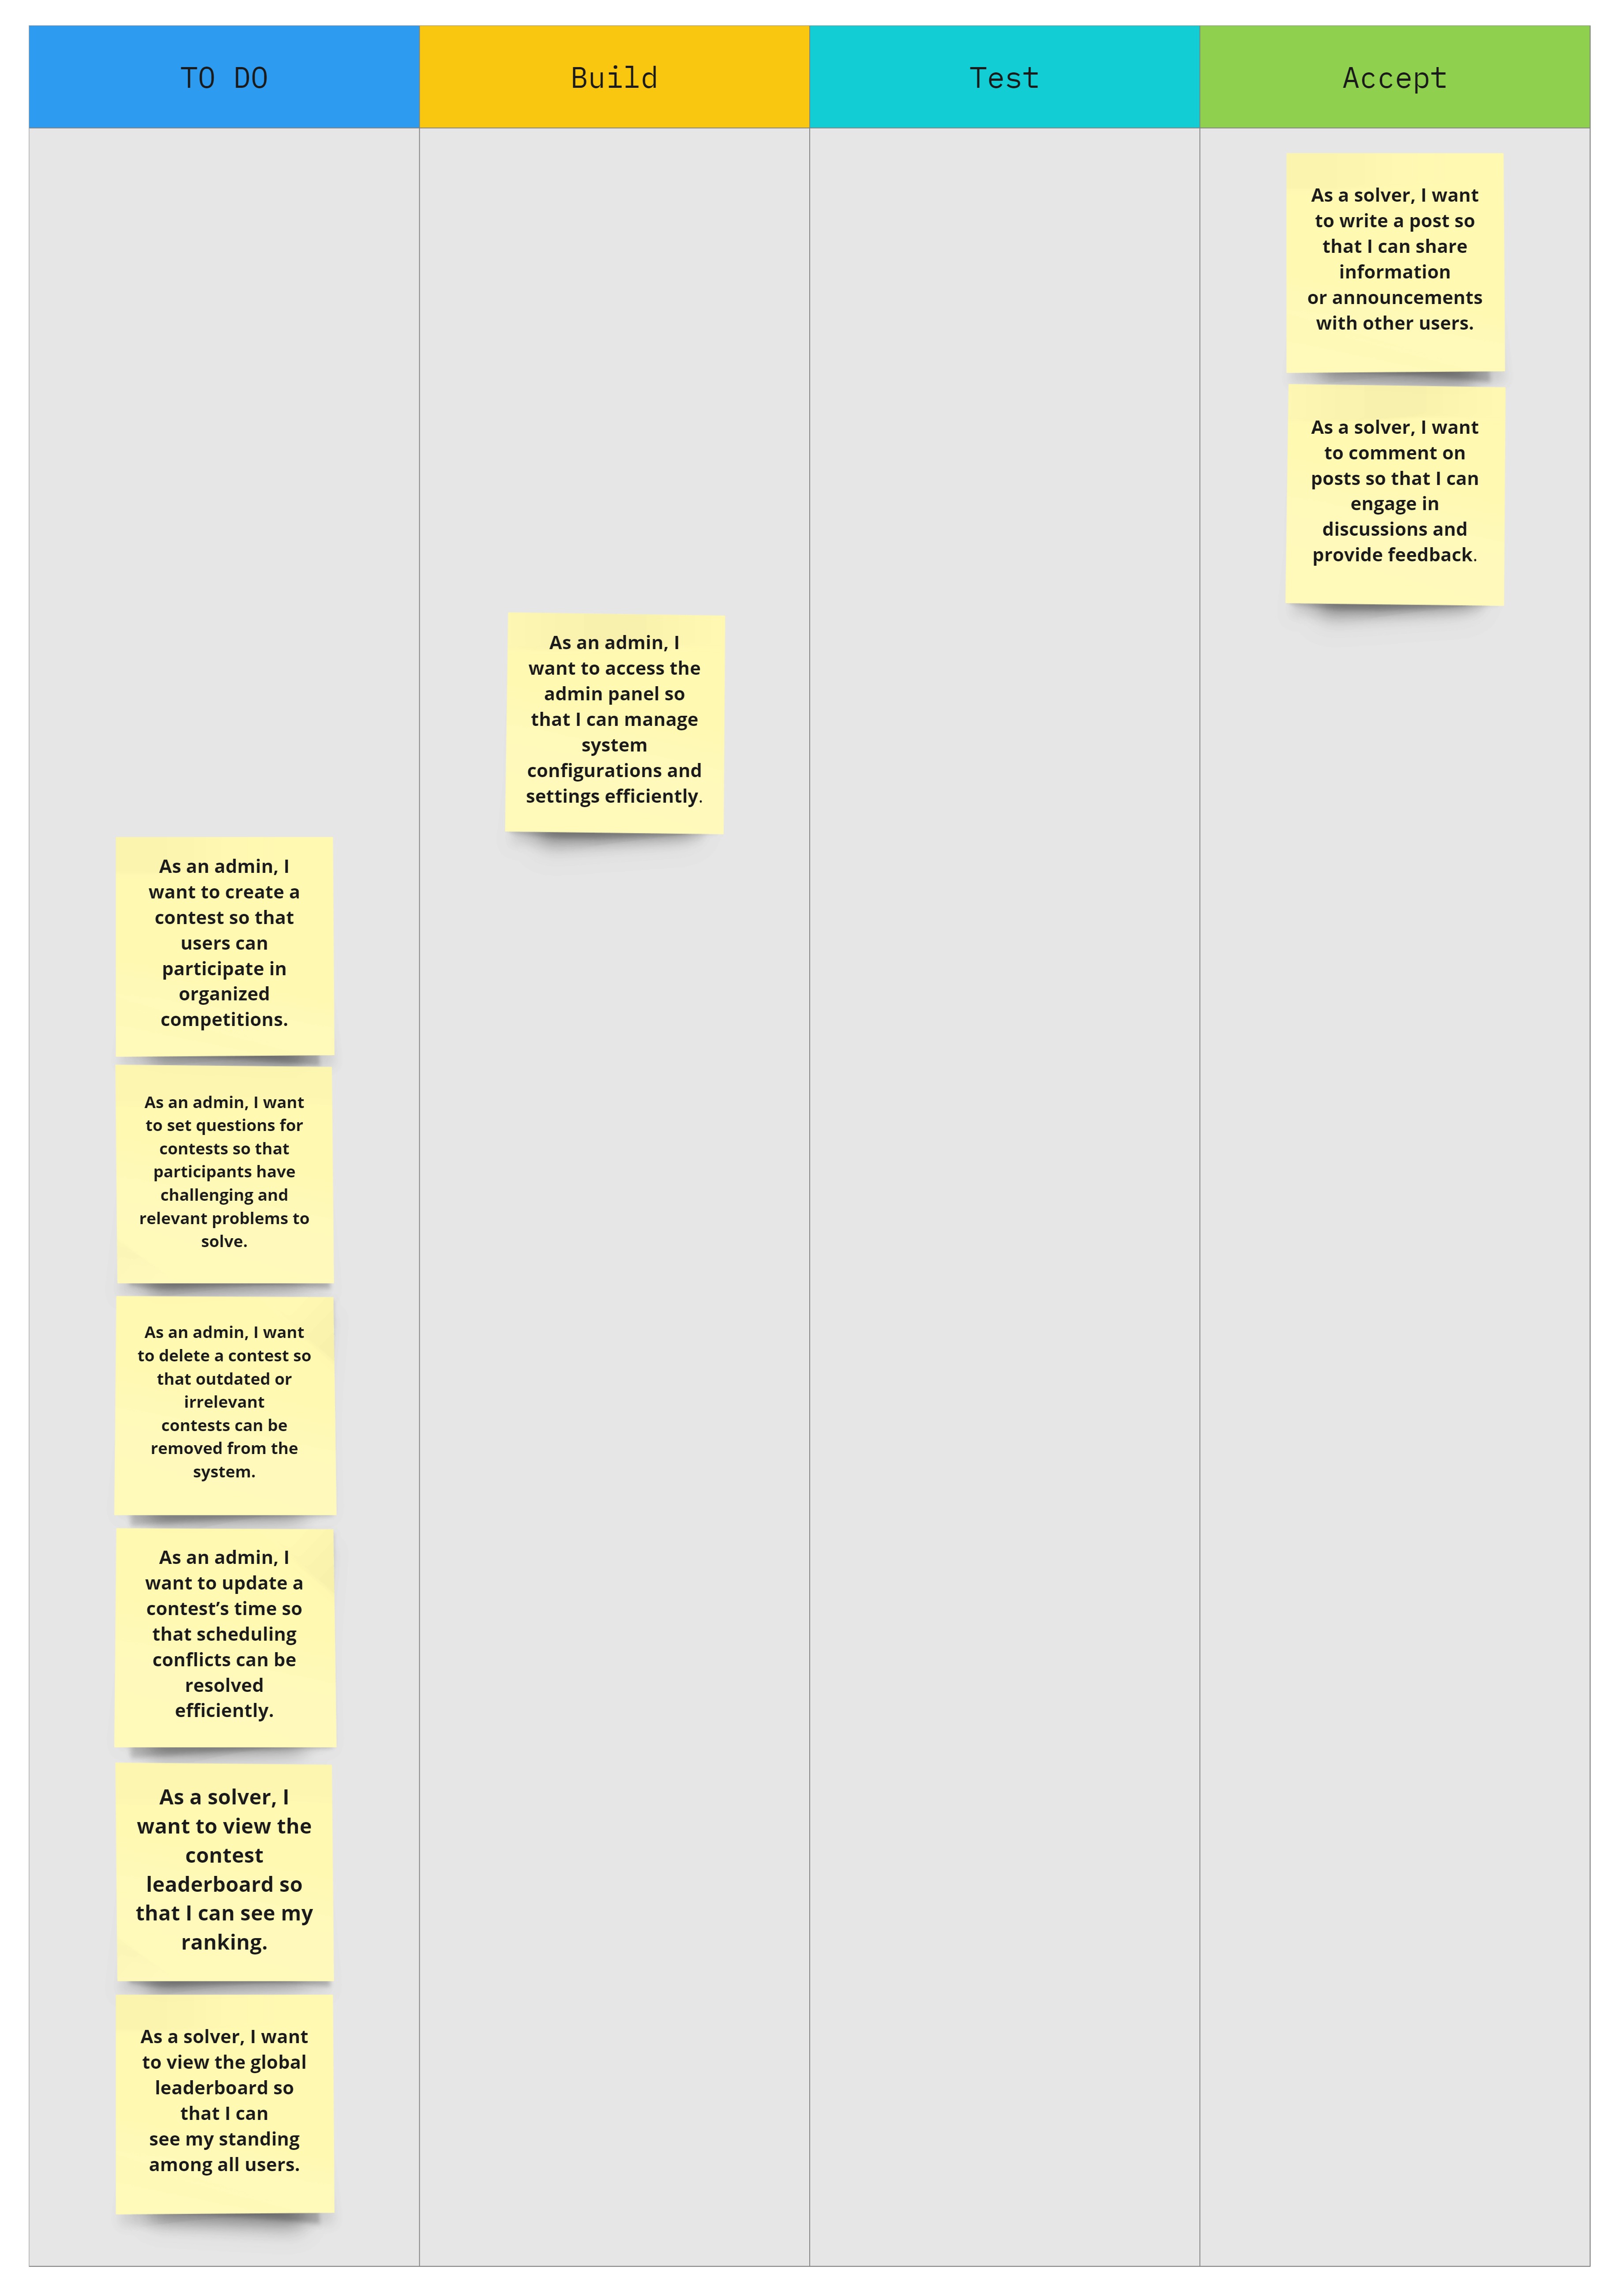 TO DO
Build
Test
Accept
As a solver, I want
to write a post so
that I can share
information
or announcements
with other users.
As a solver, I want
to comment on
posts so that I can
engage in
discussions and
provide feedback.
As an admin, I
want to access the
admin panel so
that I can manage
system
configurations and
settings efficiently.
As an admin, I
want to create a
contest so that
users can
participate in
organized
competitions.
As an admin, I want
to set questions for
contests so that
participants have
challenging and
relevant problems to
solve.
As an admin, I want
to delete a contest so
that outdated or
irrelevant
contests can be
removed from the
system.
As an admin, I
want to update a
contest’s time so
that scheduling
conflicts can be
resolved
efficiently.
As a solver, I
want to view the
contest
leaderboard so
that I can see my
ranking.
As a solver, I want
to view the global
leaderboard so
that I can
see my standing
among all users.